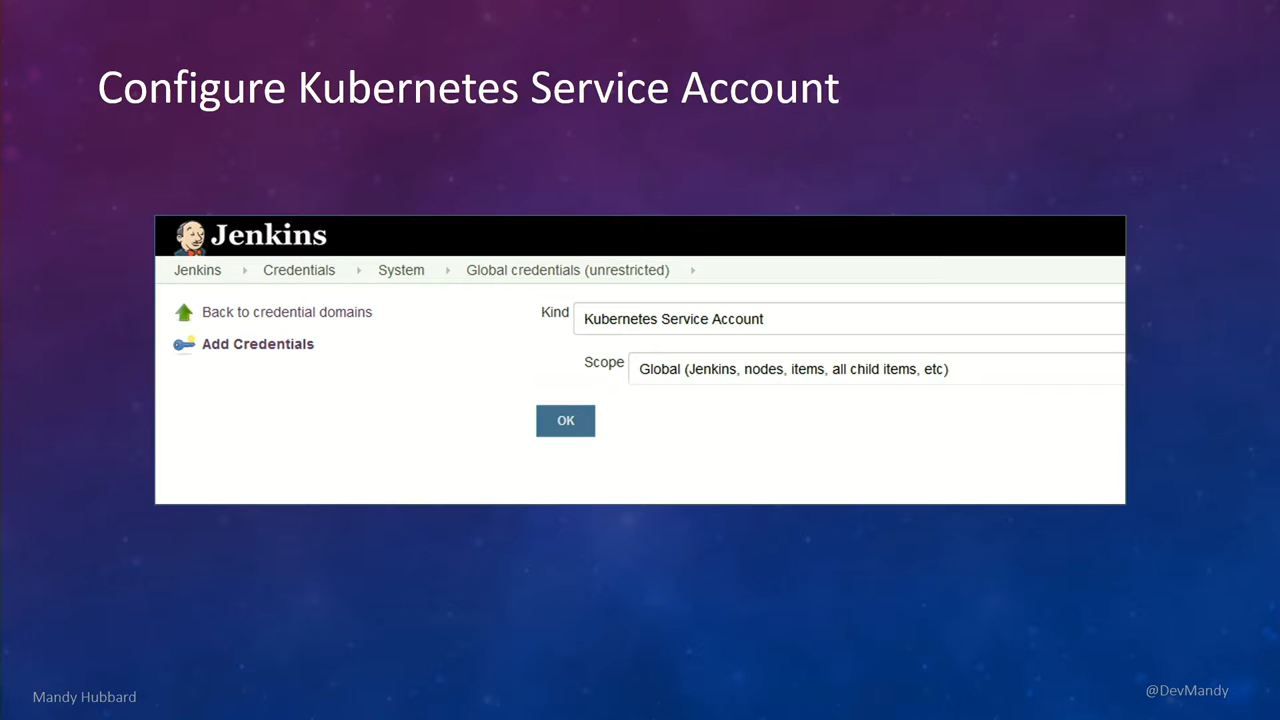 Configure Kubernetes Service Account
Jenkins
Jenkins Credentials System Global credentials (unrestricted)
Back to credential domains
Add Credentials
Kind Kubernetes Service Account
Scope Global (Jenkins, nodes, items, all child items, etc)
OK
Mandy Hubbard
@DevMandy